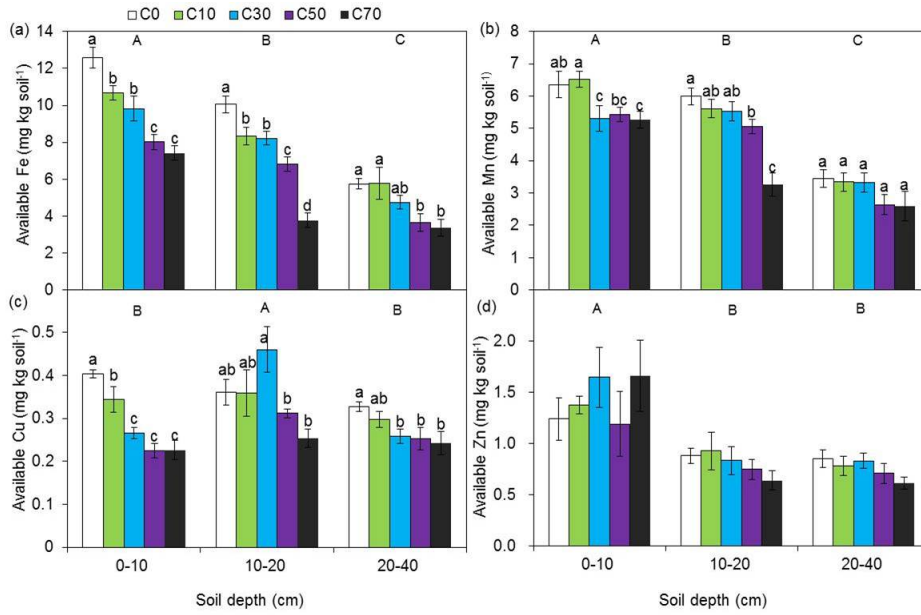 C0 C10 C30 C50 C70
(a)
A B C
a b b c c
a b b c d
a a ab b b
Available Fe (mg kg soil-1)
14
12
10
8
6
4
2
0
(b)
A B C
ab a c bc c
a ab ab b c
a a a a a
Available Mn (mg kg soil-1)
8
7
6
5
4
3
2
1
0
(c)
B A B
a b c c c
ab ab a b b
a ab b b b
Available Cu (mg kg soil-1)
0.5
0.4
0.3
0.2
0.1
0
0-10 10-20 20-40
Soil depth (cm)
(d)
A B B
Available Zn (mg kg soil-1)
2.0
1.5
1.0
0.5
0.0
0-10 10-20 20-40
Soil depth (cm)